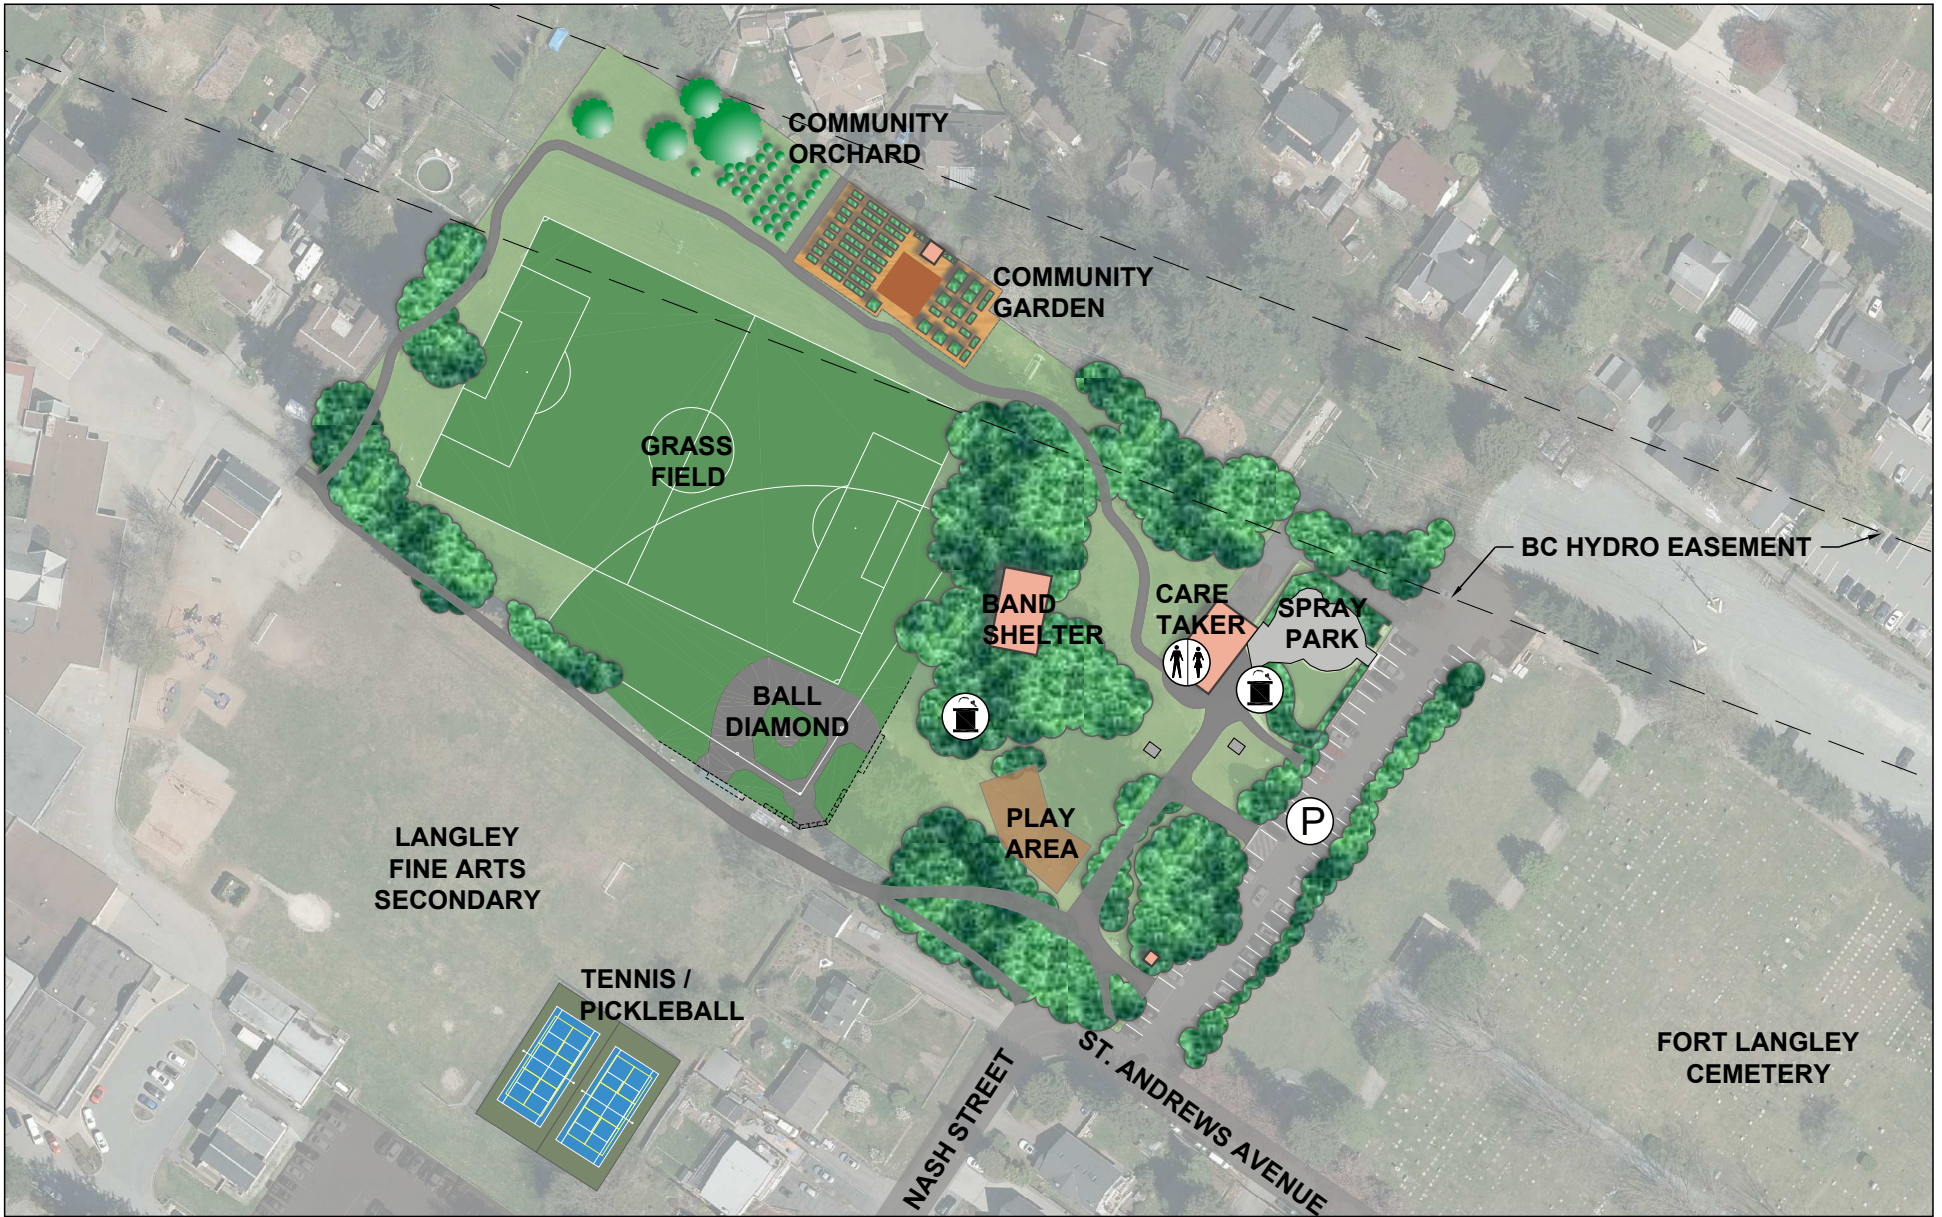 COMMUNITY
ORCHARD
COMMUNITY
GARDEN
GRASS
FIELD
BC HYDRO EASEMENT
BAND
SHELTER
CARE
TAKER
SPRAY
PARK
BALL
DIAMOND
PLAY
AREA
P
LANGLEY
FINE ARTS
SECONDARY
TENNIS /
PICKLEBALL
NASH STREET
ST. ANDREWS AVENUE
FORT LANGLEY
CEMETERY